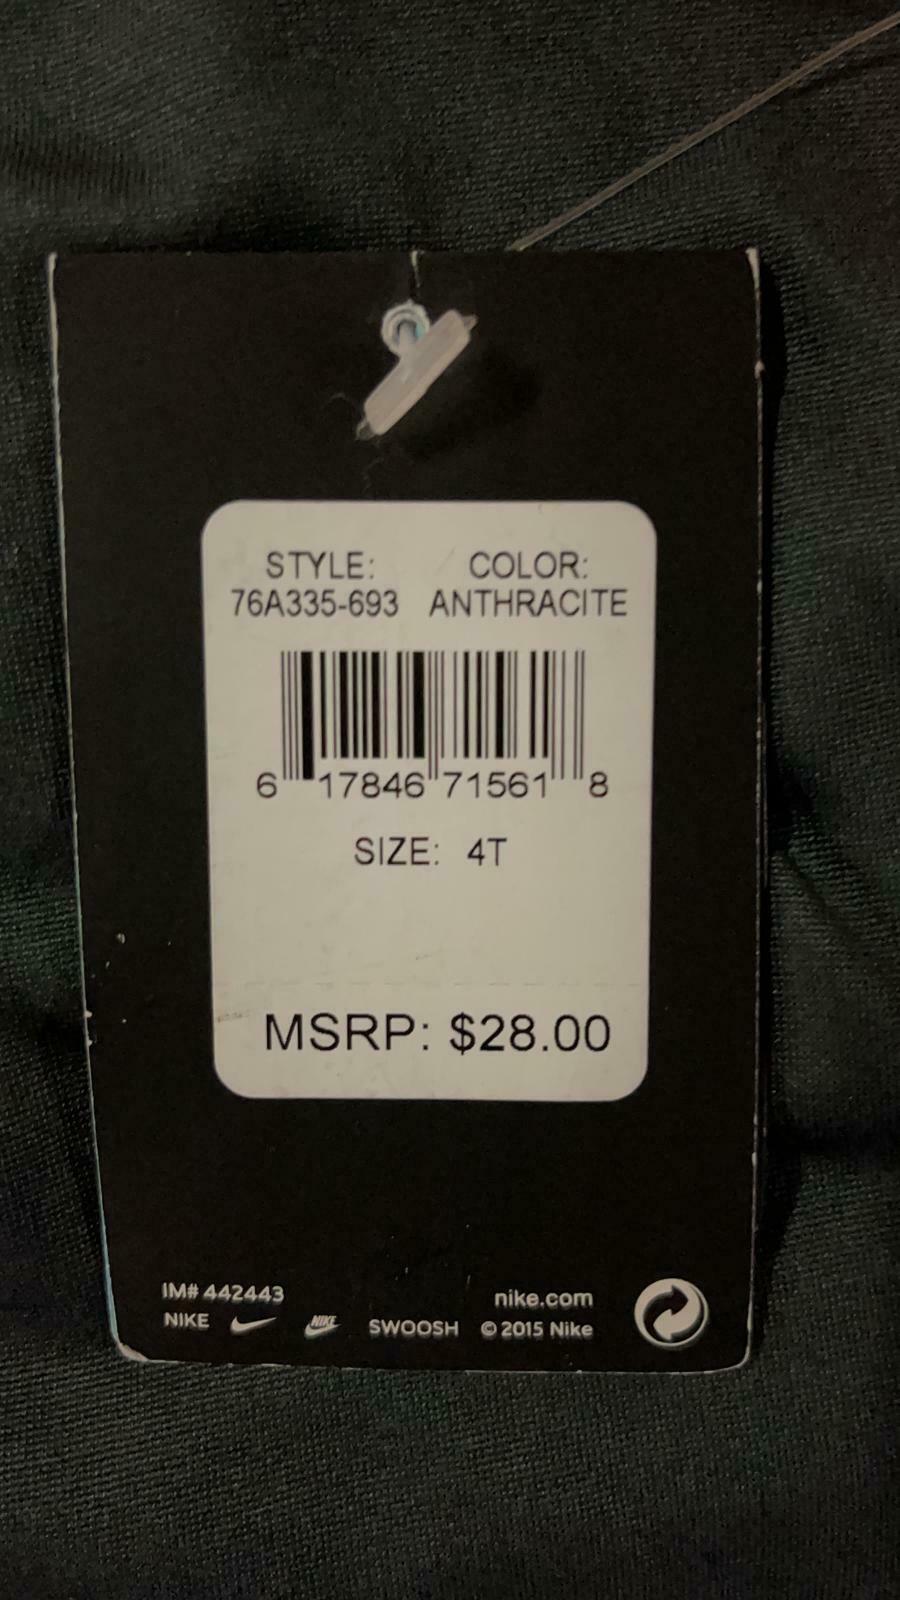 STYLE: COLOR:
76A335-693 ANTHRACITE
6 17846 71561 8
SIZE: 4T
MSRP: $28.00
IM# 442443 nike.com
NIKE NIKE SWOOSH © 2015 Nike